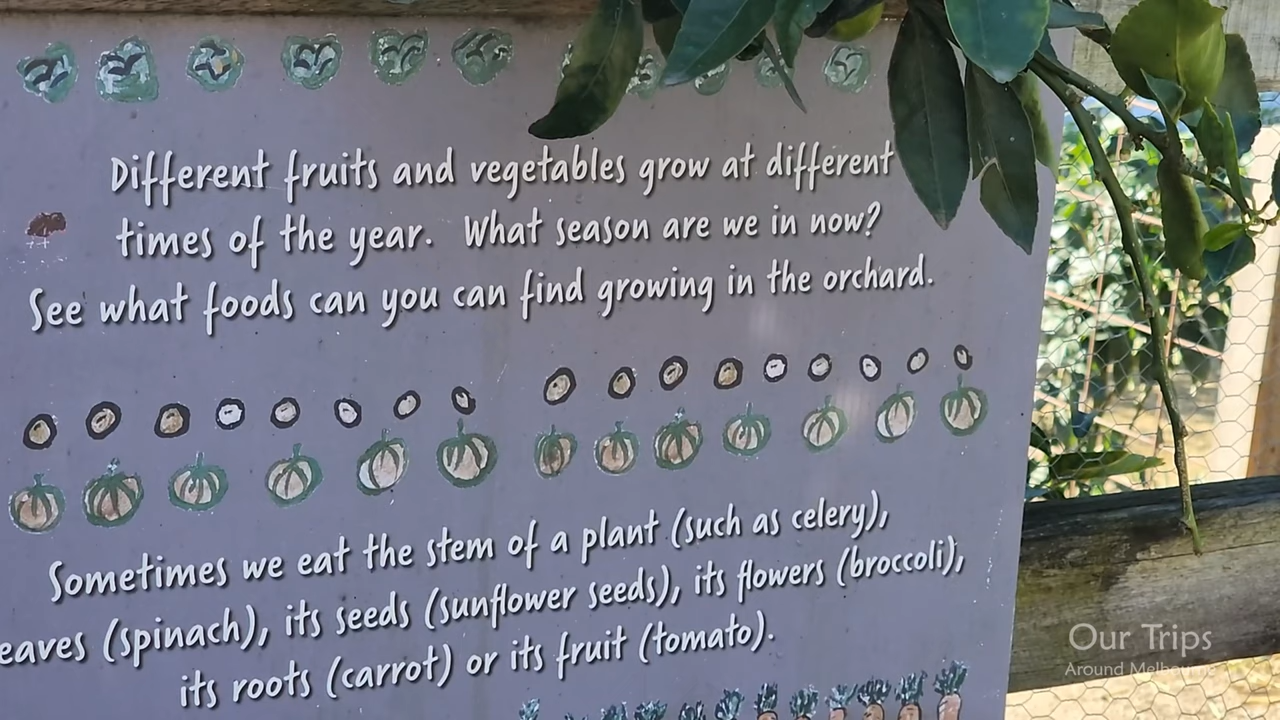 Different fruits and vegetables grow at different
times of the year. What season are we in now?
See what foods can you can find growing in the orchard.
Sometimes we eat the stem of a plant (such as celery),
eaves (spinach), its seeds (sunflower seeds), its flowers (broccoli),
its roots (carrot) or its fruit (tomato).
Our Trips
Around Melbourne